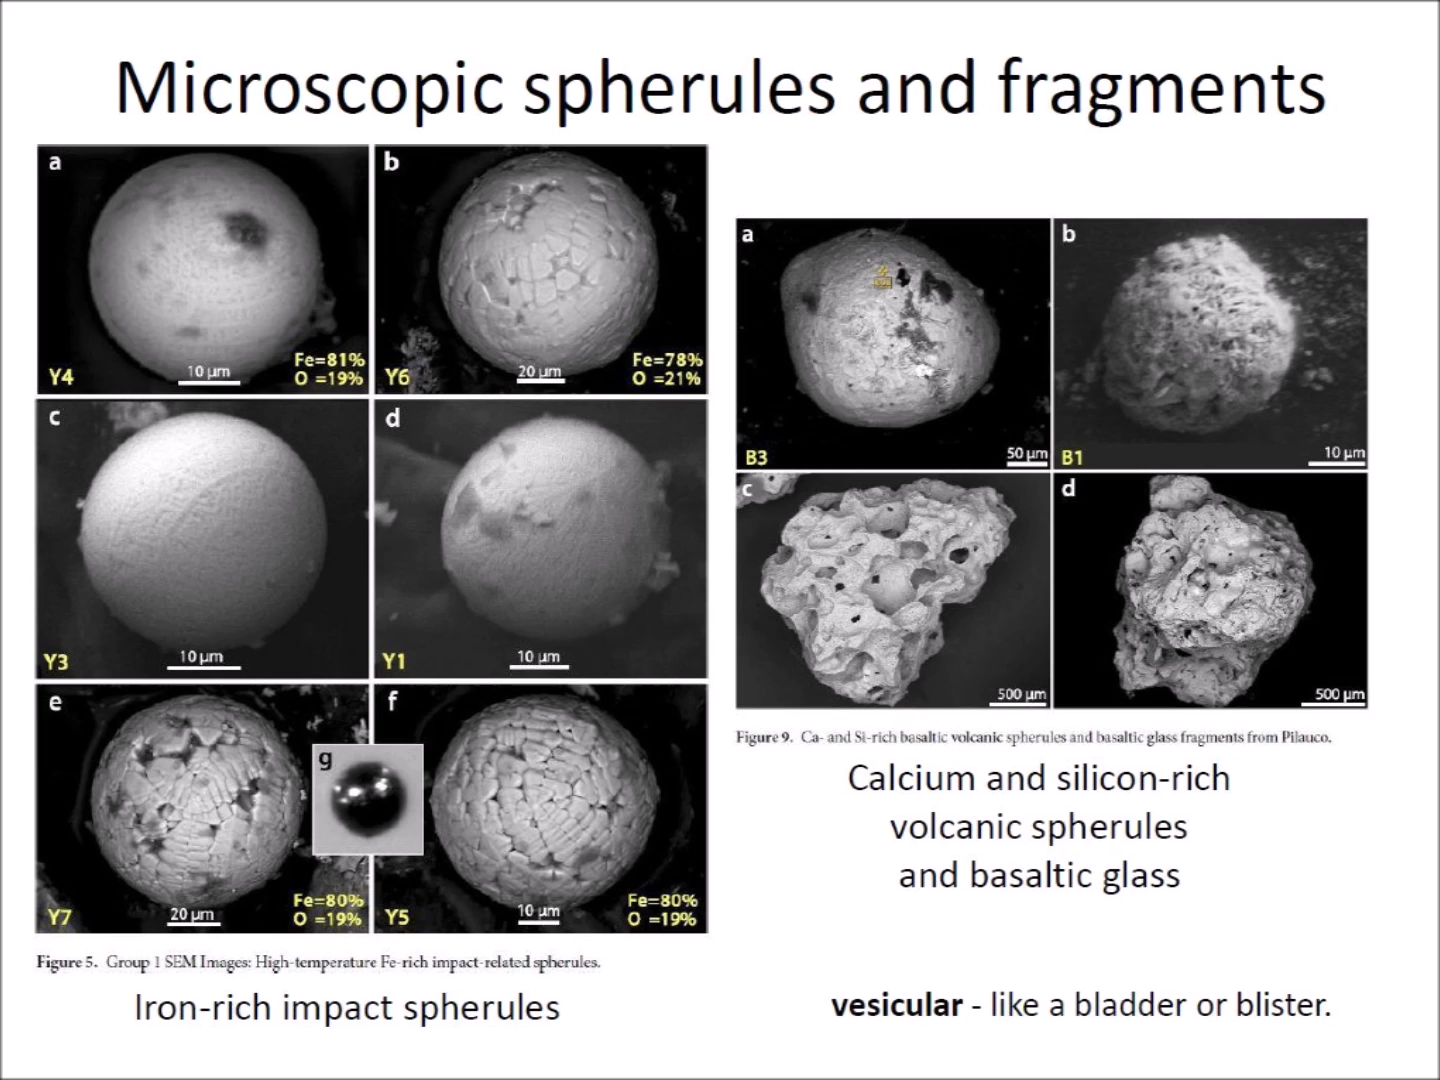 Microscopic spherules and fragments
a
Fe=81%
O =19%
Y4
10 µm
b
Fe=78%
O =21%
Y6
20 µm
c
Y3
10 µm
d
Y1
10 µm
e
Fe=80%
O =19%
Y7
20 µm
f
Fe=80%
O =19%
Y5
10 µm
g
Figure 5. Group 1 SEM Images: High-temperature Fe-rich impact-related spherules.
Iron-rich impact spherules
a
B3
50 µm
b
B1
10 µm
c
500 µm
d
500 µm
Figure 9. Ca- and Si-rich basaltic volcanic spherules and basaltic glass fragments from Pilauco.
Calcium and silicon-rich
volcanic spherules
and basaltic glass
vesicular - like a bladder or blister.